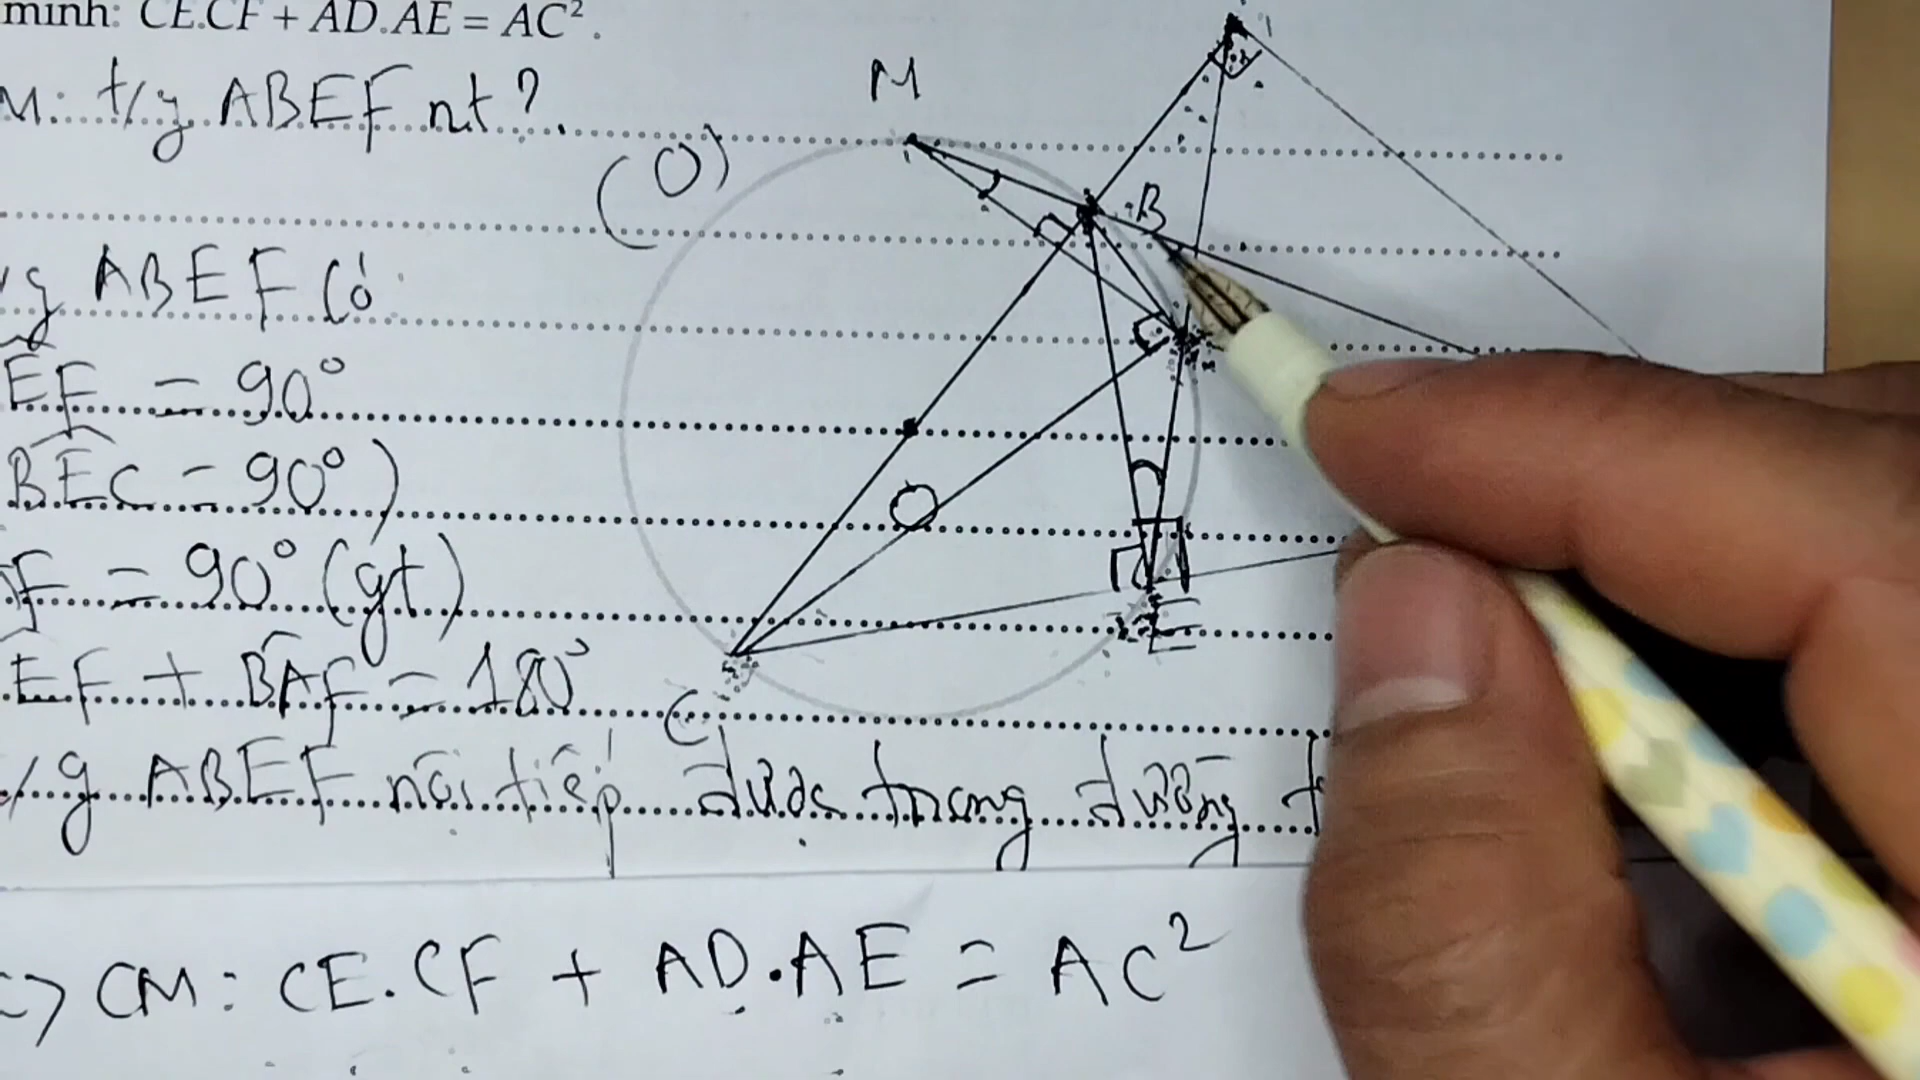 minh: CE.CF + AD.AE = AC².
M: t/g ABEF nt?
(O)
M
B
g ABEF có
EF = 90°
BEC = 90°)
F = 90° (gt)
EF + BAF = 180°
C
E
/g ABEF nội tiếp được trong đường
c> CM: CE.CF + AD.AE = AC²